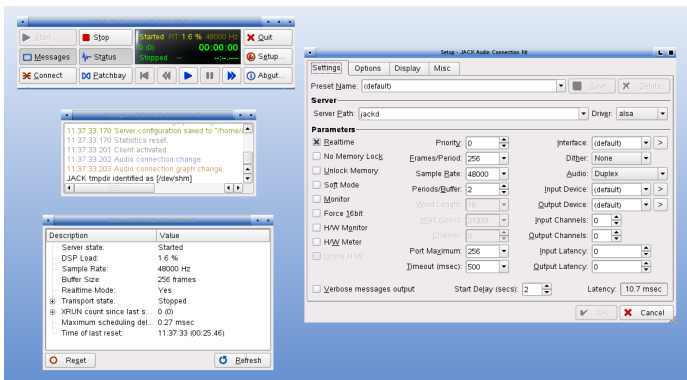 Start
Stop
Started RT 1.6 % 48000 Hz
0 (0) 00:00:00
Stopped -- --:--.----
Quit
Messages
Status
Setup...
Connect
Patchbay
About...
11:37:33.170 Server configuration saved to "/home/
11:37:33.170 Statistics reset.
11:37:33.201 Client activated.
11:37:33.202 Audio connection change.
11:37:33.203 Audio connection graph change.
JACK tmpdir identified as [/dev/shm]
Description Value
Server state: Started
DSP Load: 1.6 %
Sample Rate: 48000 Hz
Buffer Size: 256 frames
Realtime Mode: Yes
Transport state: Stopped
XRUN count since last s... 0 (0)
Maximum scheduling del... 0.27 msec
Time of last reset: 11:37:33 (00:25:46)
Reset
Refresh
Setup - JACK Audio Connection Kit
Settings Options Display Misc
Preset Name: (default) Save Delete
Server
Server Path: jackd Driver: alsa
Parameters
Realtime Priority: 0 Interface: (default) >
No Memory Lock Frames/Period: 256 Dither: None
Unlock Memory Sample Rate: 48000 Audio: Duplex
Soft Mode Periods/Buffer: 2 Input Device: (default) >
Monitor Word Length: 16 Output Device: (default) >
Force 16bit Wait (usec): 21333 Input Channels: 0
H/W Monitor Channel: 0 Output Channels: 0
H/W Meter Port Maximum: 256 Input Latency: 0
Ignore H/W Timeout (msec): 500 Output Latency: 0
Verbose messages output Start Delay (secs): 2 Latency: 10.7 msec
OK Cancel